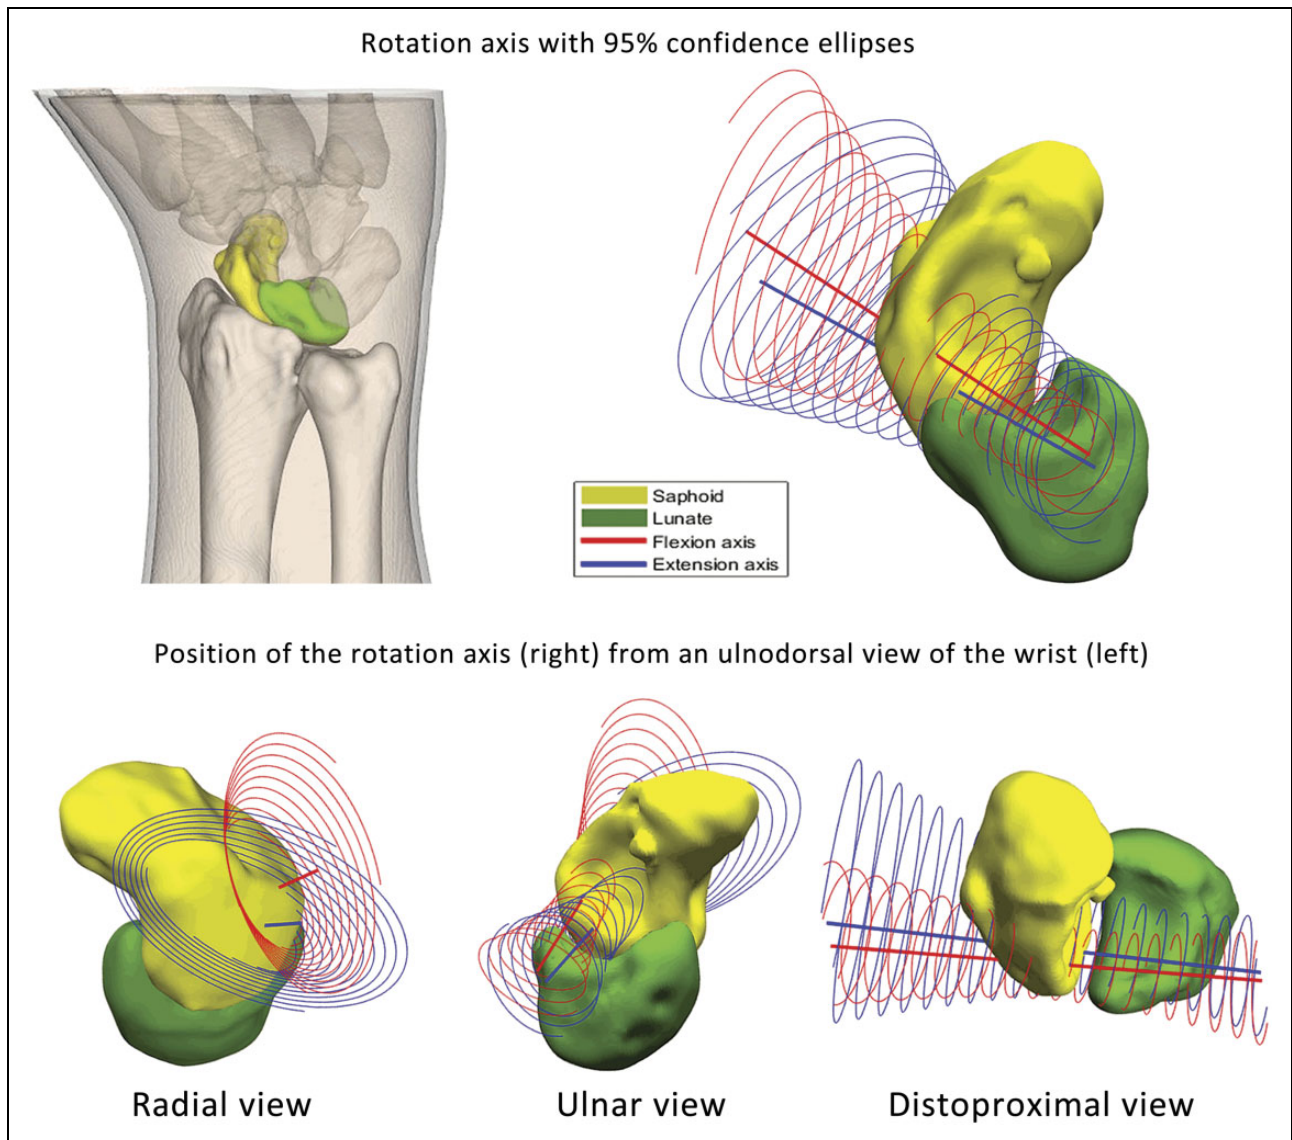 Rotation axis with 95% confidence ellipses
Saphoid
Lunate
Flexion axis
Extension axis
Position of the rotation axis (right) from an ulnodorsal view of the wrist (left)
Radial view
Ulnar view
Distoproximal view